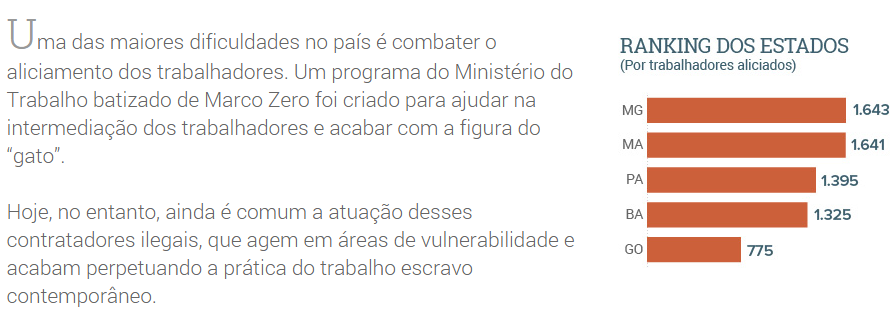 Uma das maiores dificuldades no país é combater o
aliciamento dos trabalhadores. Um programa do Ministério do
Trabalho batizado de Marco Zero foi criado para ajudar na
intermediação dos trabalhadores e acabar com a figura do
“gato”.
Hoje, no entanto, ainda é comum a atuação desses
contratadores ilegais, que agem em áreas de vulnerabilidade e
acabam perpetuando a prática do trabalho escravo
contemporâneo.
RANKING DOS ESTADOS
(Por trabalhadores aliciados)
MG 1.643
MA 1.641
PA 1.395
BA 1.325
GO 775